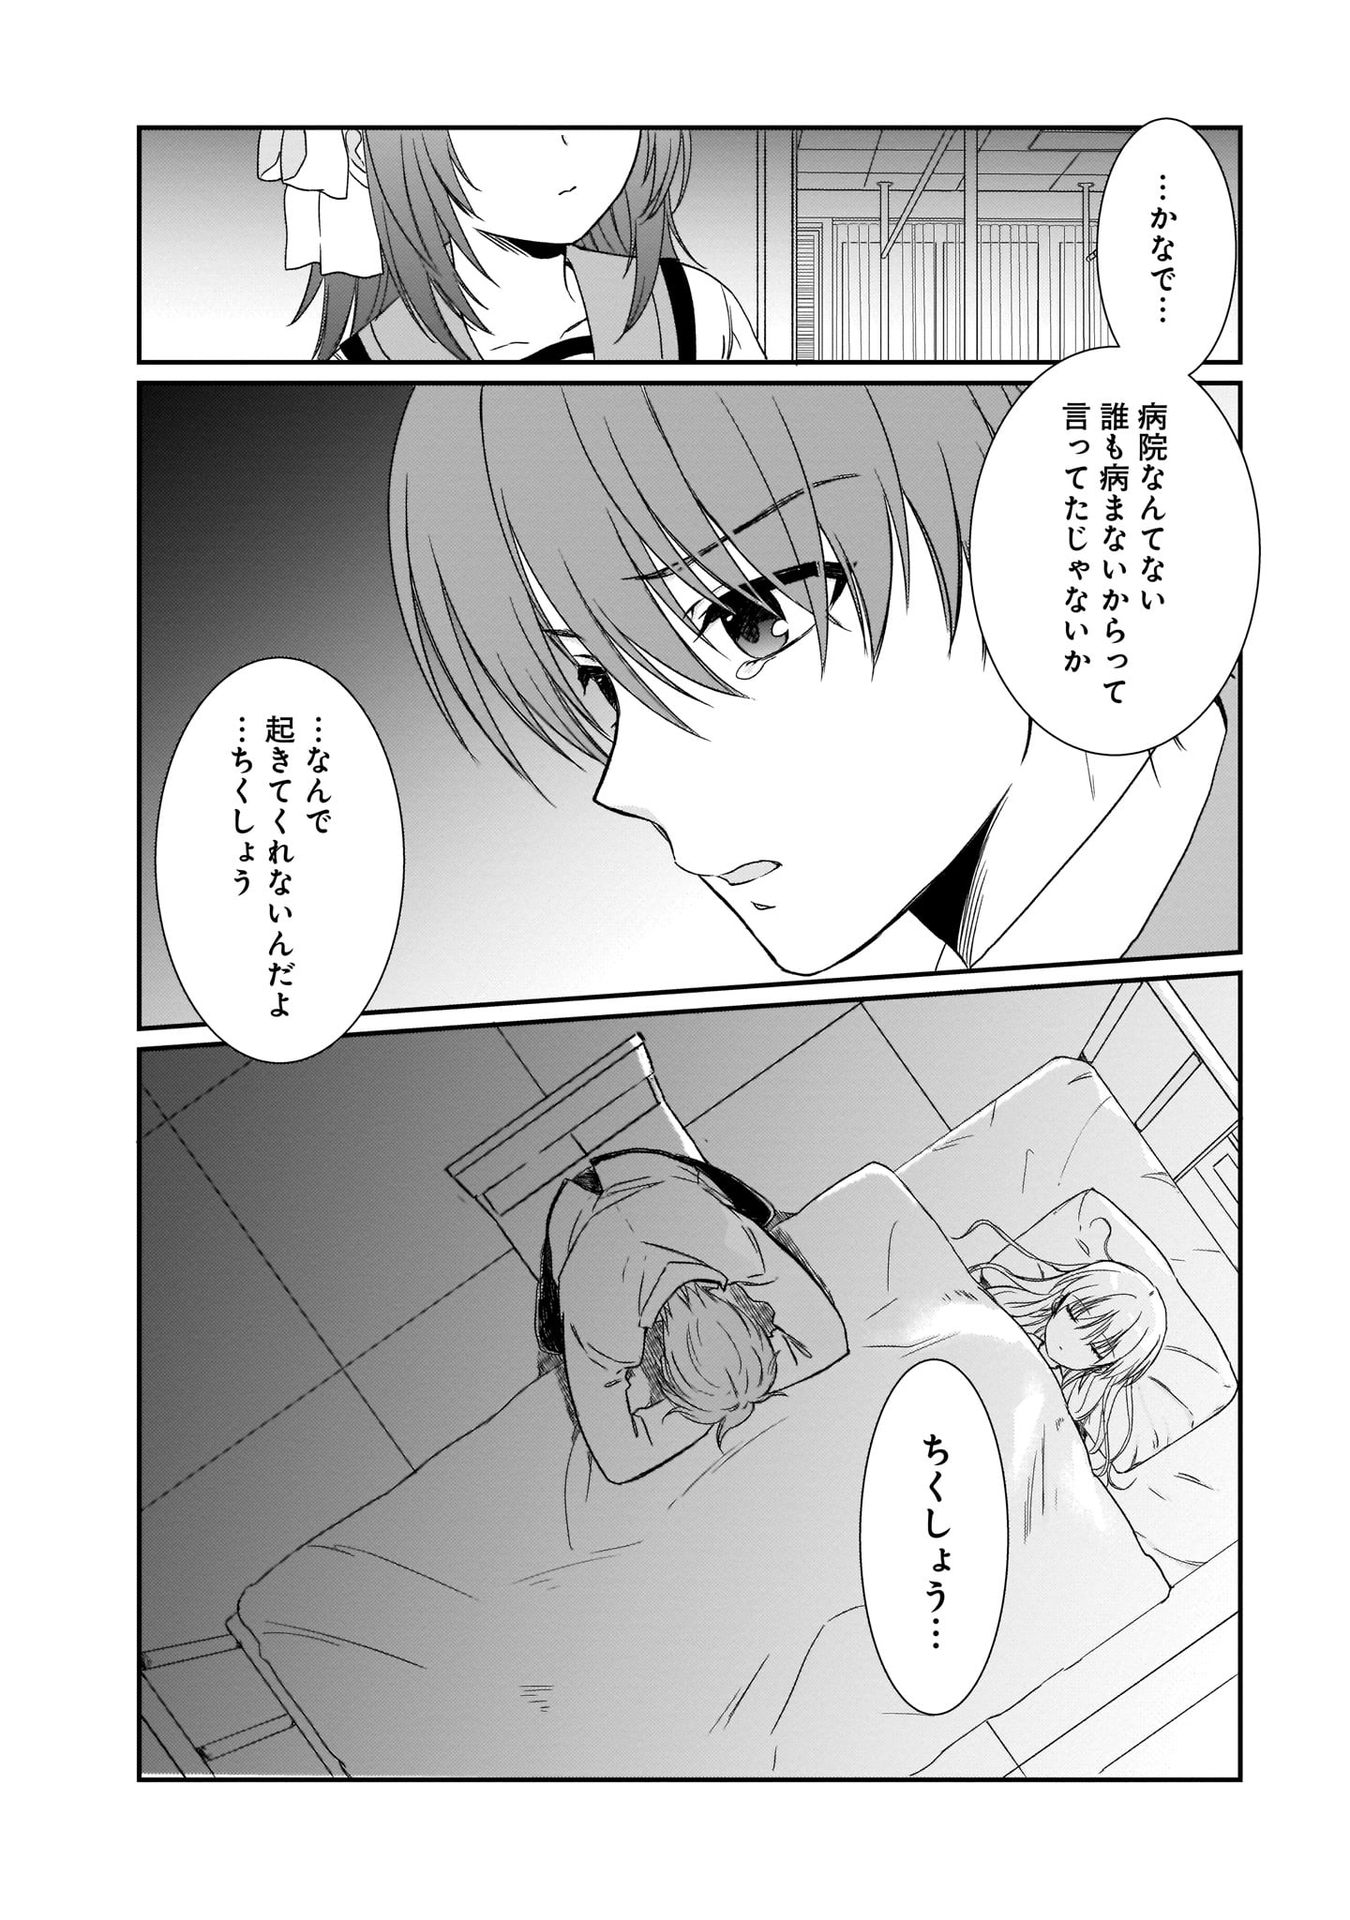 …かなで…
病院なんてない
誰も病まないからって
言ってたじゃないか
…なんで
起きてくれないんだよ
…ちくしょう
ちくしょう…